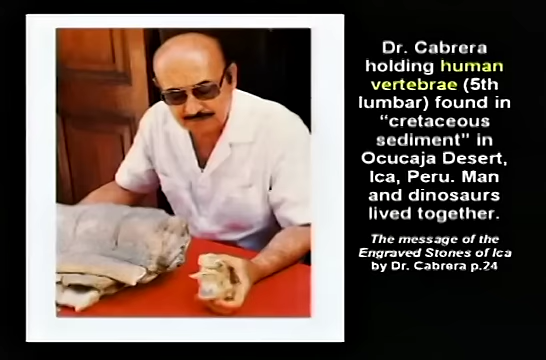 Dr. Cabrera
holding human
vertebrae (5th
lumbar) found in
“cretaceous
sediment” in
Ocucaja Desert,
Ica, Peru. Man
and dinosaurs
lived together.
The message of the
Engraved Stones of Ica
by Dr. Cabrera p.24